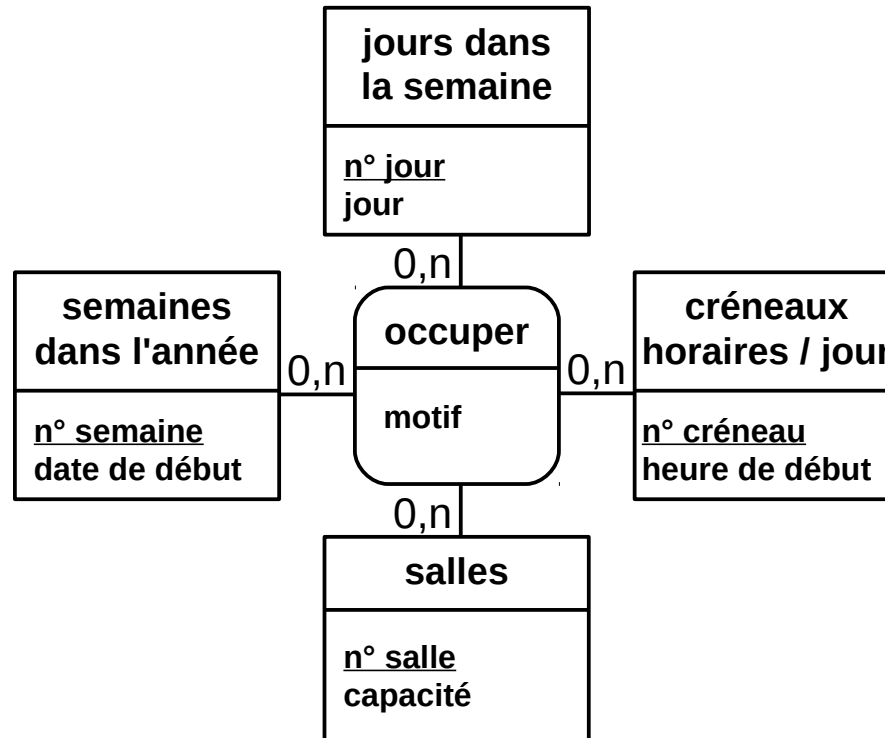 jours dans
la semaine
n° jour
jour
0,n
semaines
dans l'année
n° semaine
date de début
0,n
occuper
motif
0,n
créneaux
horaires / jour
n° créneau
heure de début
0,n
salles
n° salle
capacité